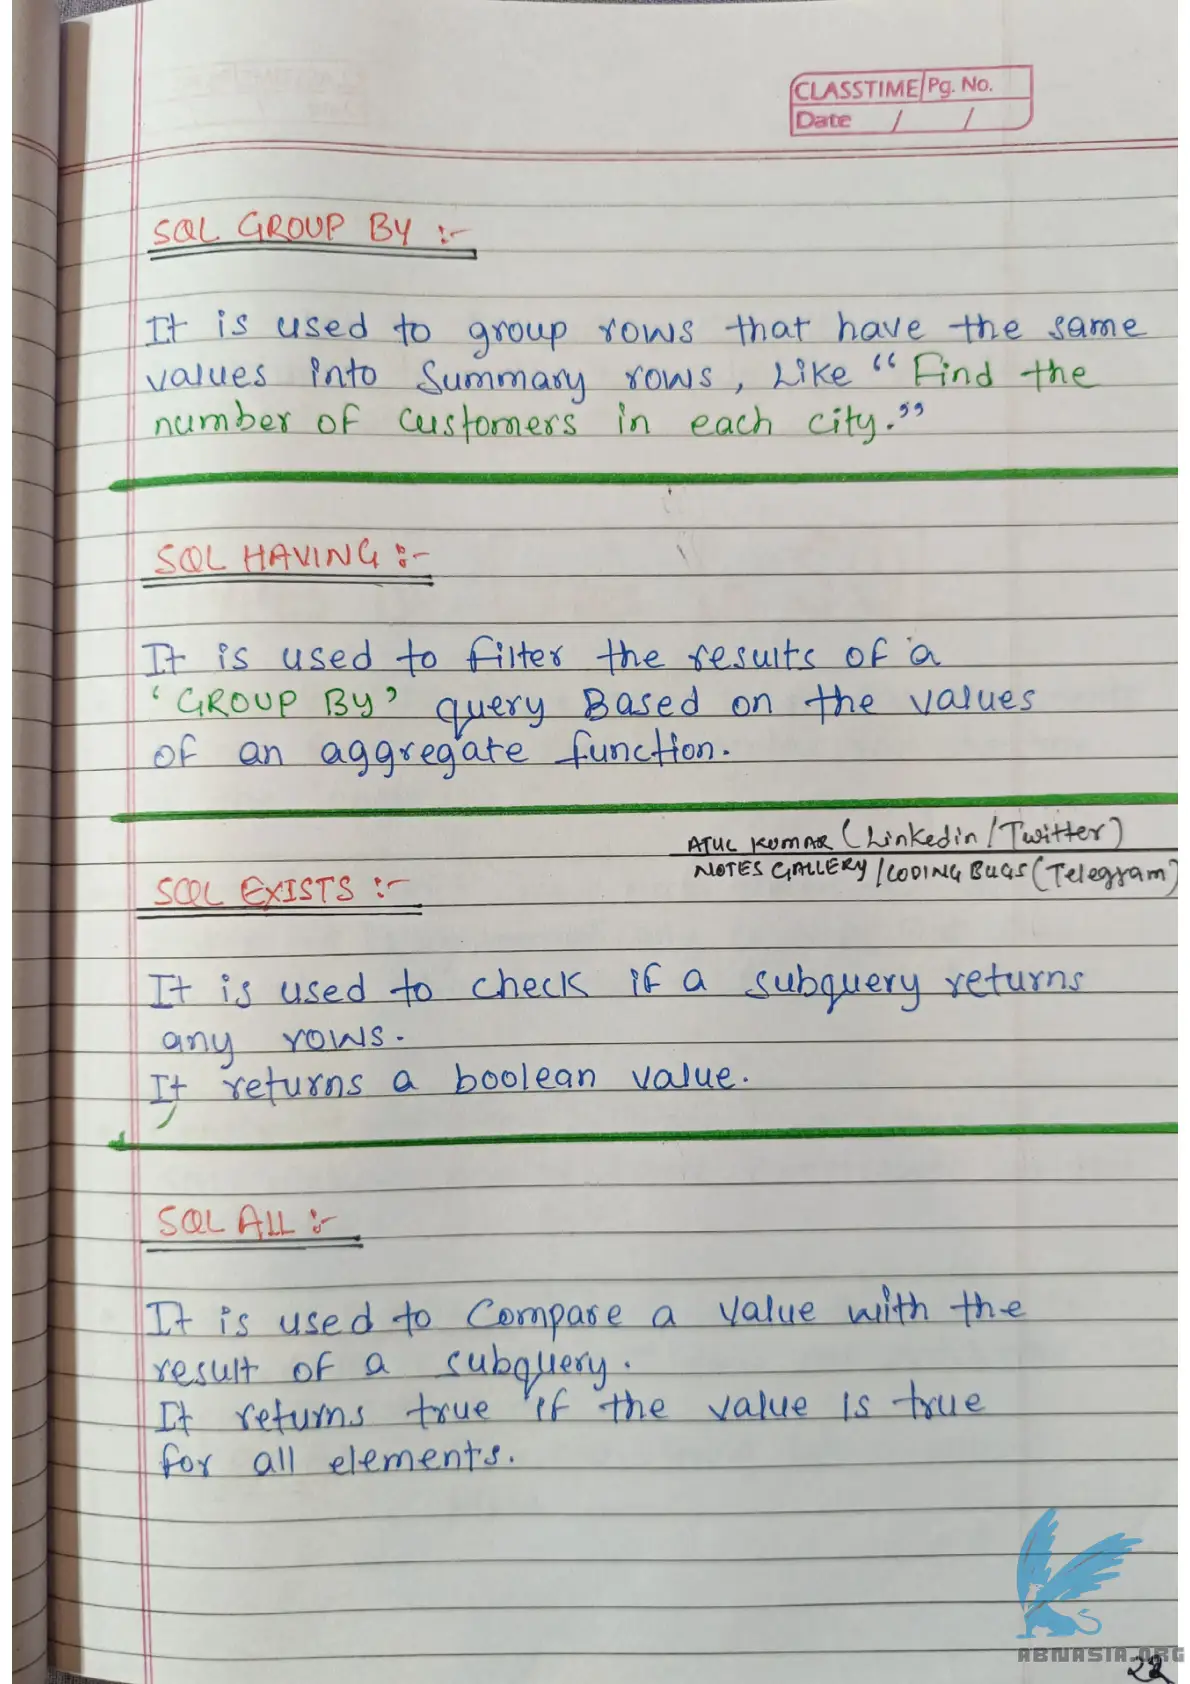 CLASSTIME Pg. No.
Date / /
SQL GROUP BY :-
It is used to group rows that have the same
values into Summary rows, Like “Find the
number of customers in each city.”
SQL HAVING :-
It is used to filter the results of a
‘GROUP BY’ query Based on the values
of an aggregate function.
ATUL KUMAR (Linkedin/Twitter)
NOTES GALLERY/CODING BUGS (Telegram)
SQL EXISTS :-
It is used to check if a subquery returns
any rows.
It returns a boolean value.
SQL ALL :-
It is used to Compare a value with the
result of a subquery.
It returns true if the value is true
for all elements.
ABNASIA.ORG